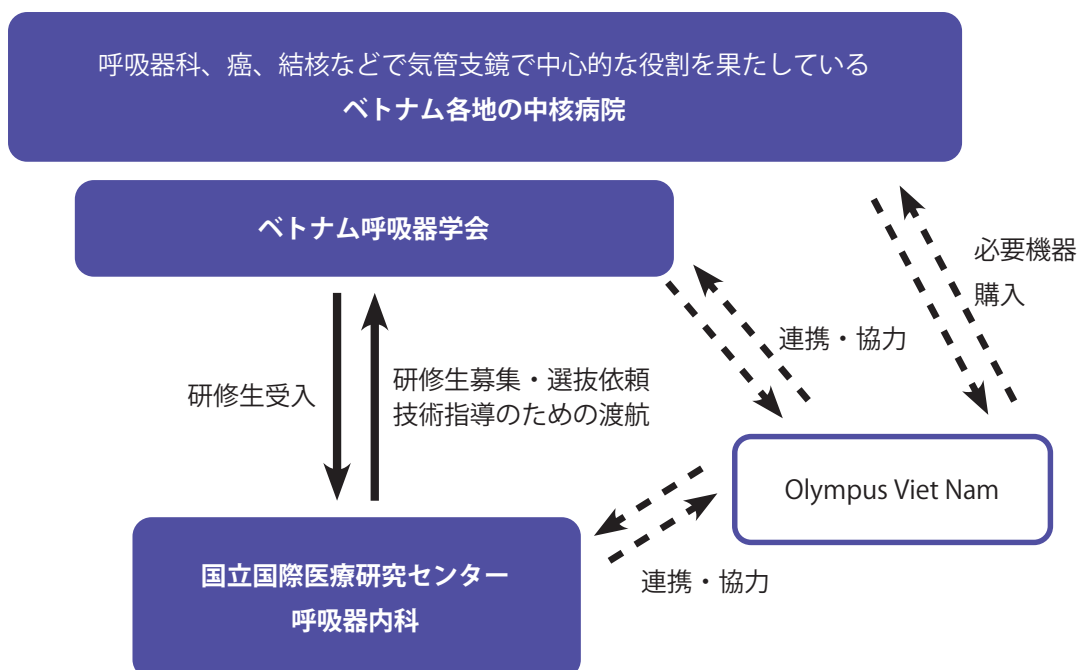 呼吸器科、癌、結核などで気管支鏡で中心的な役割を果たしている
ベトナム各地の中核病院
ベトナム呼吸器学会
必要機器
購入
連携・協力
研修生受入
研修生募集・選抜依頼
技術指導のための渡航
Olympus Viet Nam
国立国際医療研究センター
呼吸器内科
連携・協力